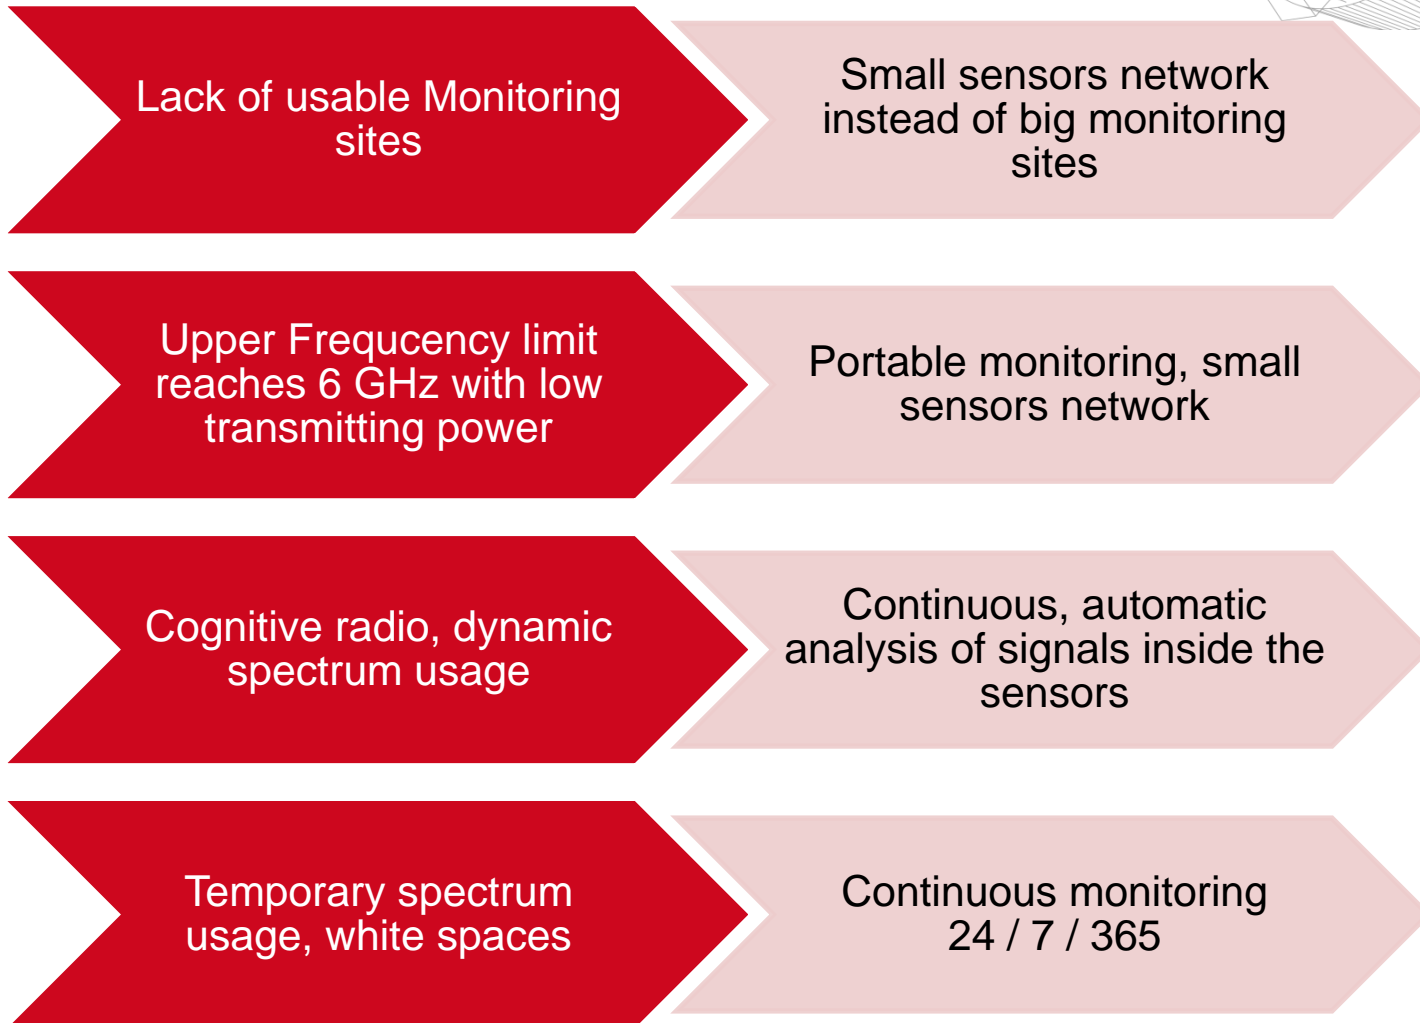 Lack of usable Monitoring
sites
Small sensors network
instead of big monitoring
sites
Upper Frequcency limit
reaches 6 GHz with low
transmitting power
Portable monitoring, small
sensors network
Cognitive radio, dynamic
spectrum usage
Continuous, automatic
analysis of signals inside the
sensors
Temporary spectrum
usage, white spaces
Continuous monitoring
24 / 7 / 365